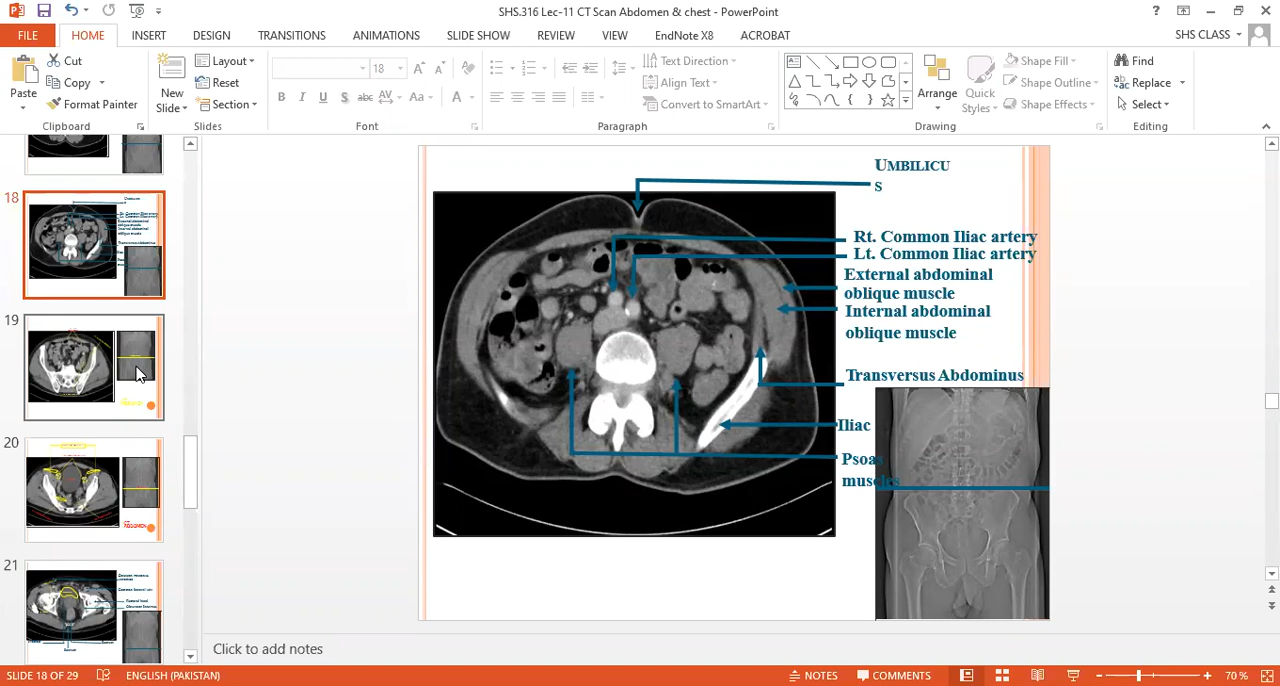 SHS.316 Lec-11 CT Scan Abdomen & chest - PowerPoint
FILE HOME INSERT DESIGN TRANSITIONS ANIMATIONS SLIDE SHOW REVIEW VIEW EndNote X8 ACROBAT SHS CLASS
Paste
Cut
Copy
Format Painter
Clipboard
New
Slide
Layout
Reset
Section
Slides
18
B I U S abc AV Aa A
Font
Text Direction
Align Text
Convert to SmartArt
Paragraph
Arrange
Quick
Styles
Shape Fill
Shape Outline
Shape Effects
Drawing
Find
Replace
Select
Editing
18
19
20
21
UMBILICU
S
Rt. Common Iliac artery
Lt. Common Iliac artery
External abdominal
oblique muscle
Internal abdominal
oblique muscle
Transversus Abdominus
Iliac
Psoas
muscles
Click to add notes
SLIDE 18 OF 29 ENGLISH (PAKISTAN) NOTES COMMENTS 70 %